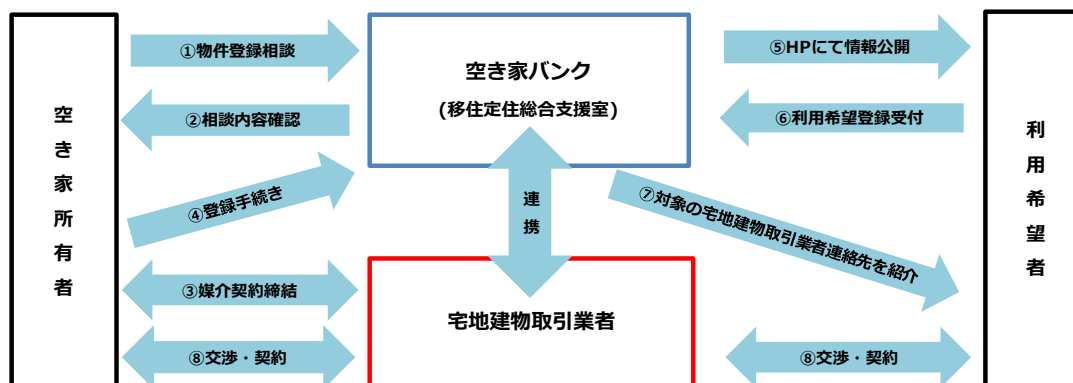 ①物件登録相談
⑤HPにて情報公開
空き家バンク
(移住定住総合支援室)
②相談内容確認
⑥利用希望登録受付
空き家所有者
利用希望者
④登録手続き
連携
⑦対象の宅地建物取引業者連絡先を紹介
③媒介契約締結
宅地建物取引業者
⑧交渉・契約
⑧交渉・契約